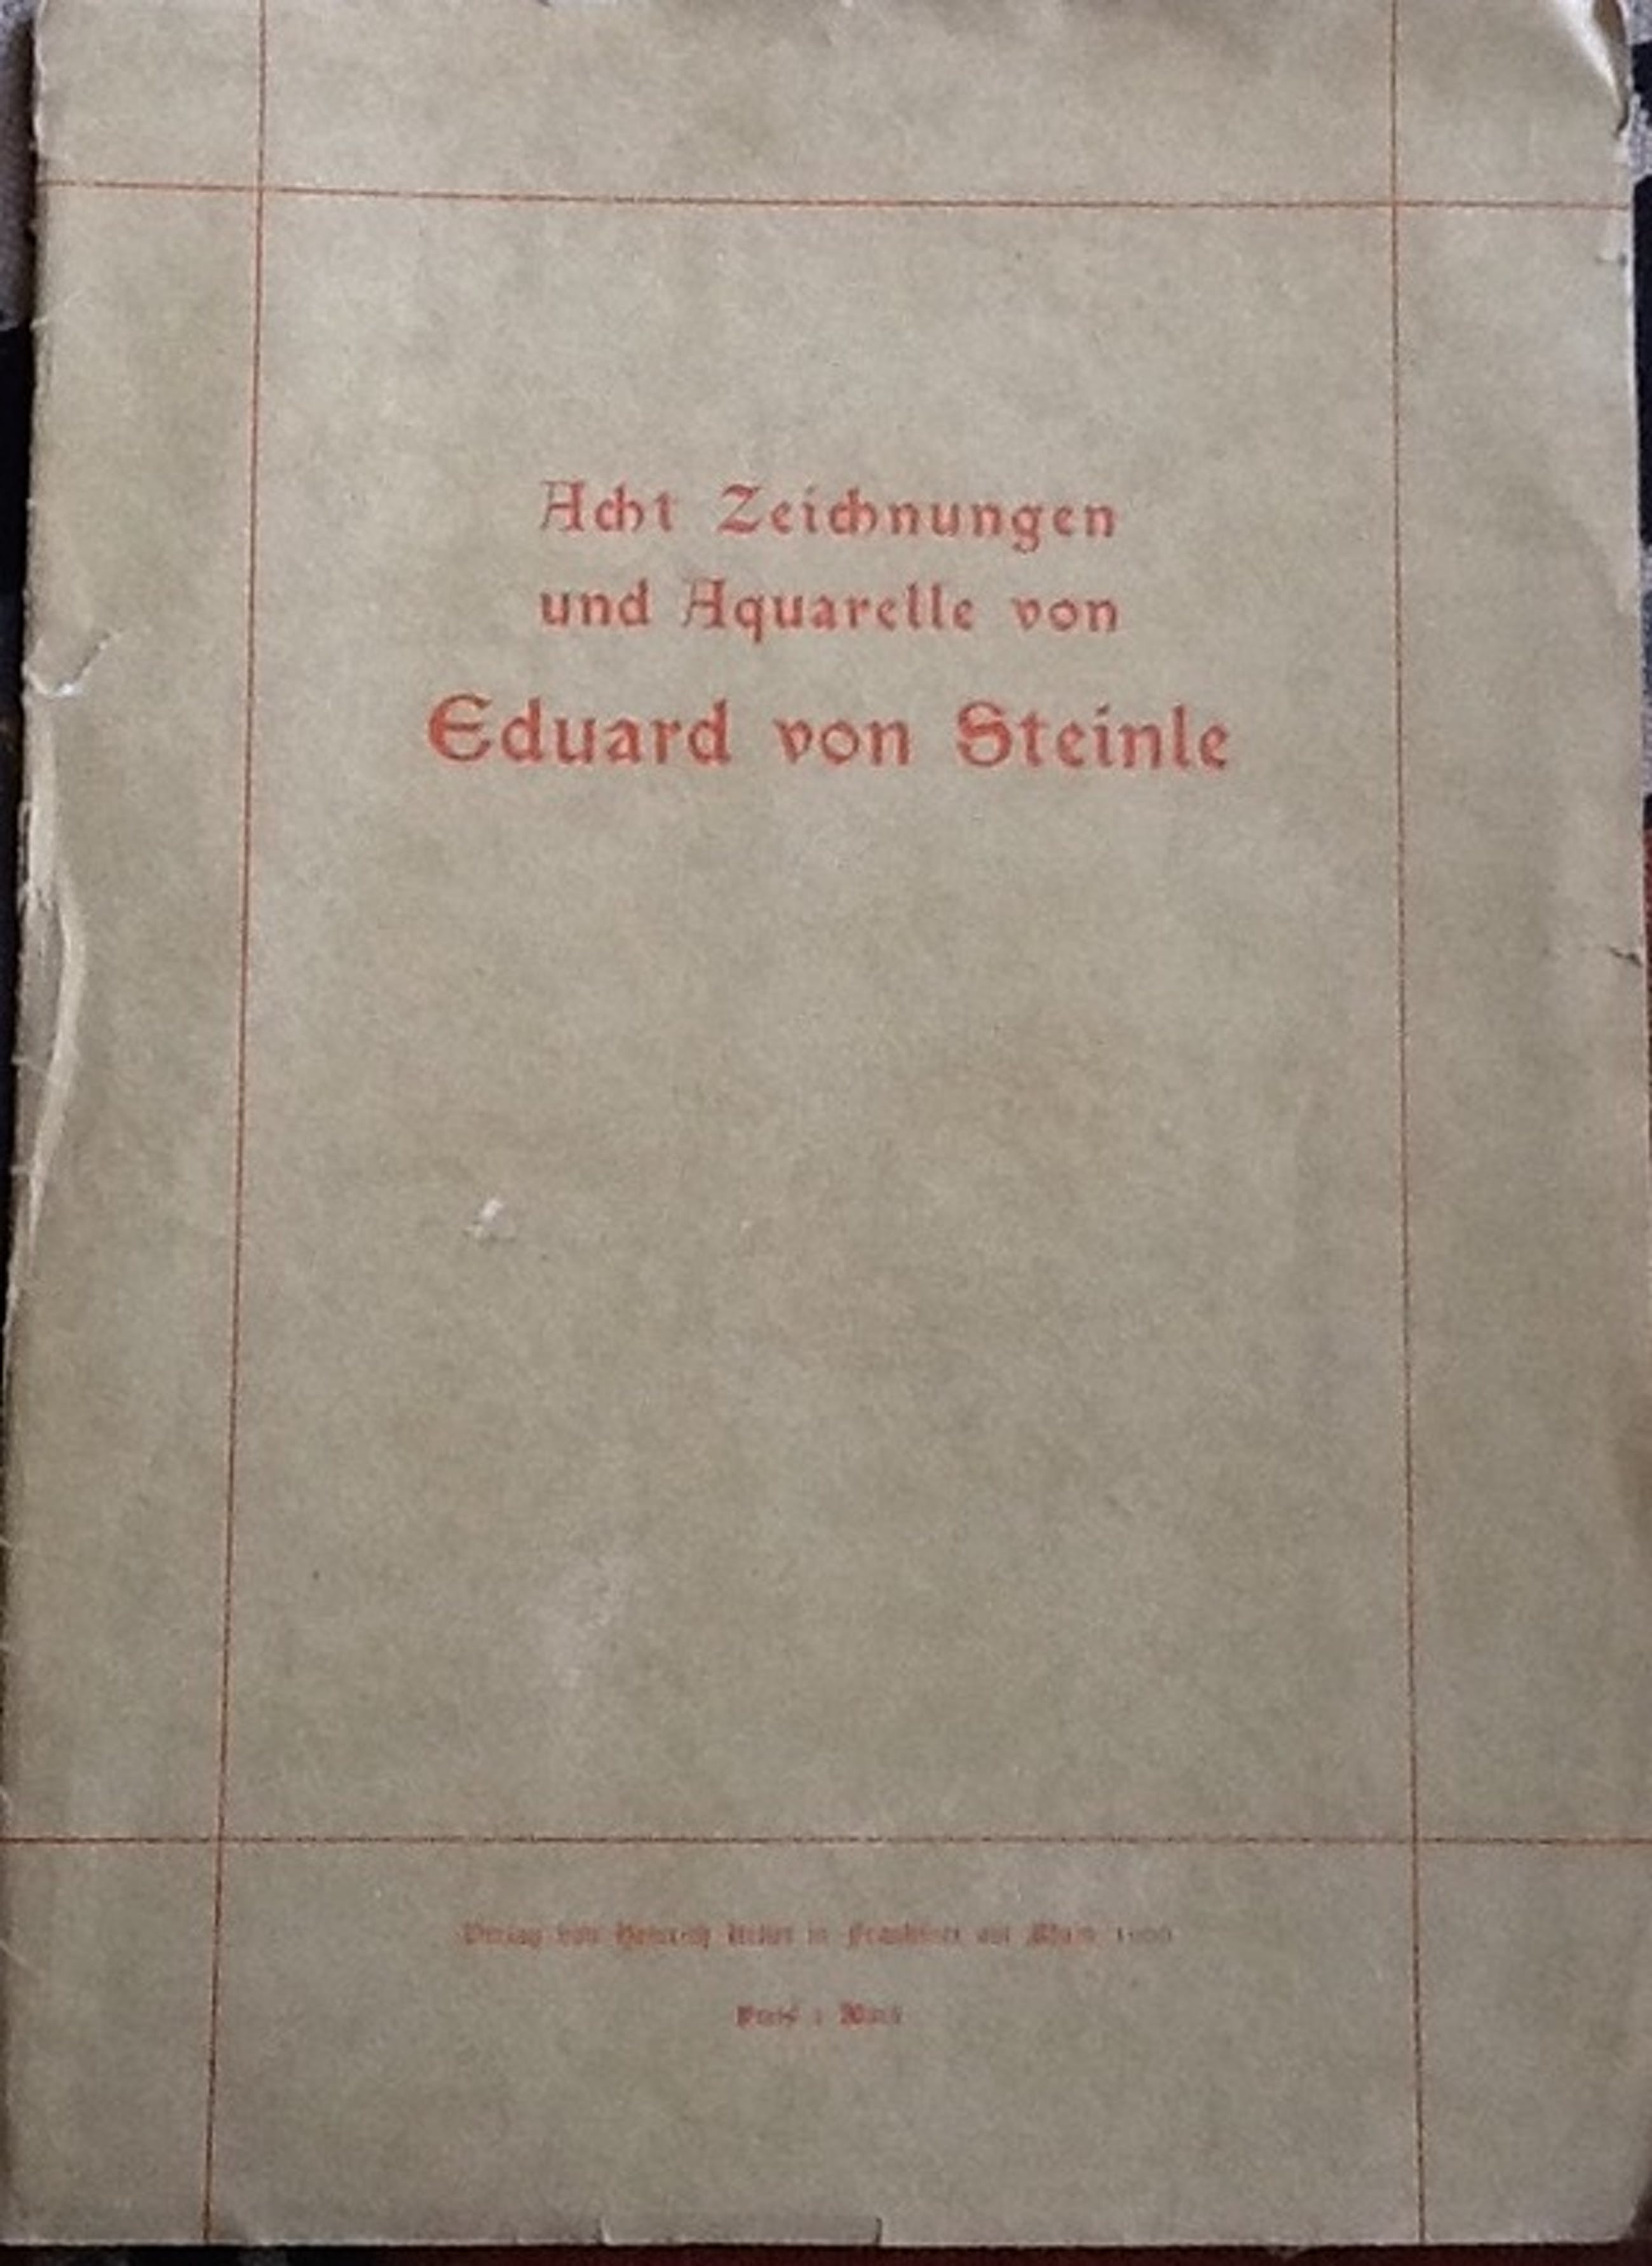 Acht Zeichnungen
und Aquarelle von
Eduard von Steinle
Verlag von Heinrich in Frankfurt am Main
Preis Mark